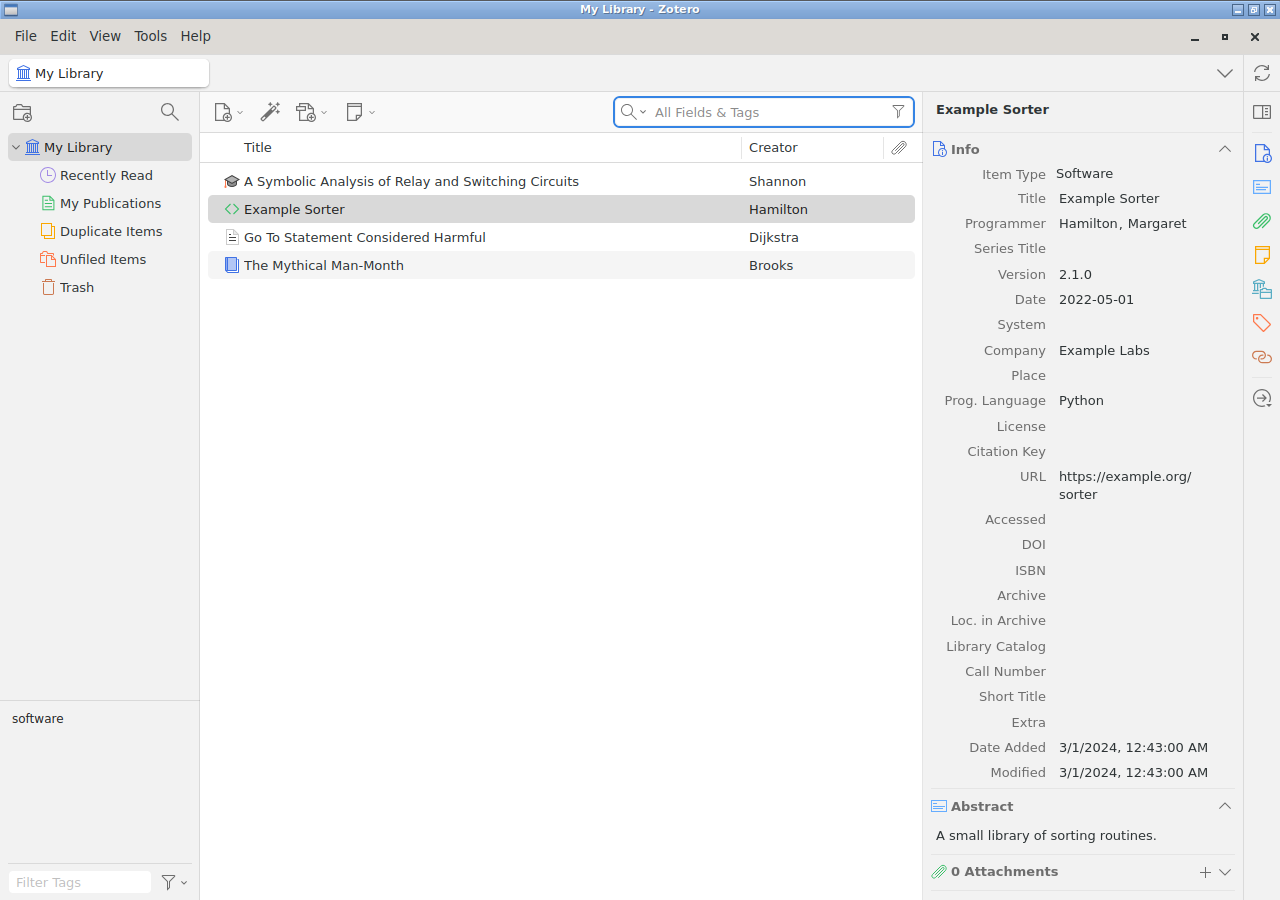 My Library - Zotero
File Edit View Tools Help
My Library
My Library
Recently Read
My Publications
Duplicate Items
Unfiled Items
Trash
software
Filter Tags
All Fields & Tags
Title Creator
A Symbolic Analysis of Relay and Switching Circuits Shannon
Example Sorter Hamilton
Go To Statement Considered Harmful Dijkstra
The Mythical Man-Month Brooks
Example Sorter
Info
Item Type Software
Title Example Sorter
Programmer Hamilton, Margaret
Series Title
Version 2.1.0
Date 2022-05-01
System
Company Example Labs
Place
Prog. Language Python
License
Citation Key
URL https://example.org/
sorter
Accessed
DOI
ISBN
Archive
Loc. in Archive
Library Catalog
Call Number
Short Title
Extra
Date Added 3/1/2024, 12:43:00 AM
Modified 3/1/2024, 12:43:00 AM
Abstract
A small library of sorting routines.
0 Attachments